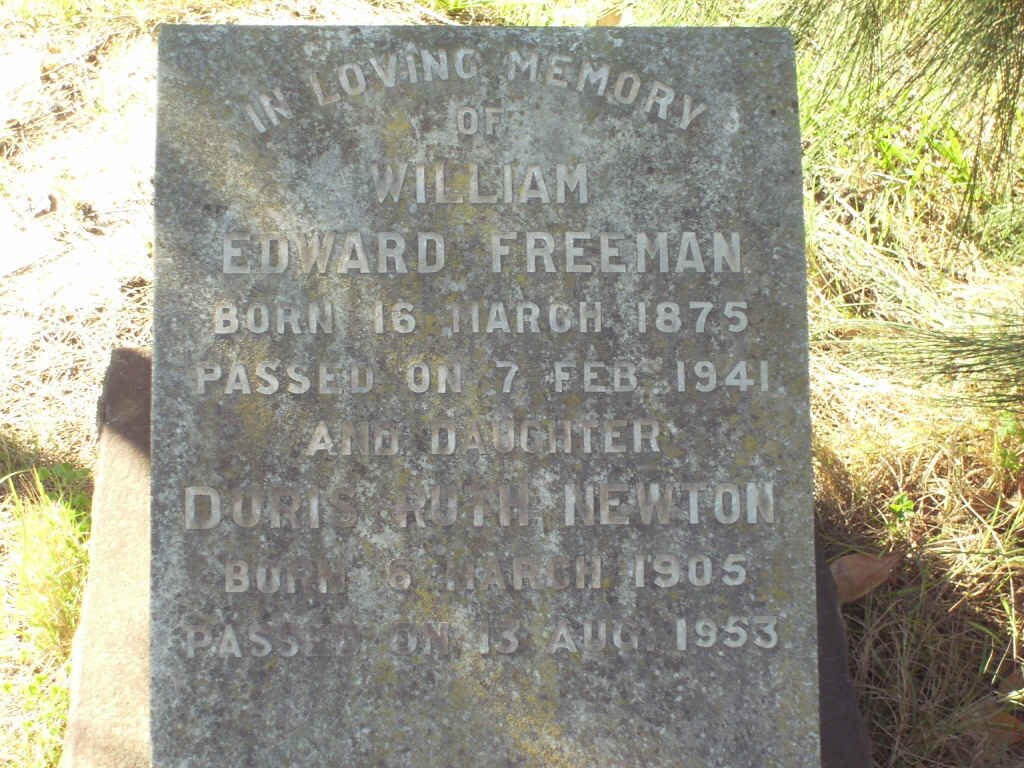 IN LOVING MEMORY
OF
WILLIAM
EDWARD FREEMAN
BORN 16 MARCH 1875
PASSED ON 7 FEB. 1941.
AND DAUGHTER
DORIS RUTH NEWTON
BORN 6 MARCH 1905
PASSED ON 13 AUG. 1953.